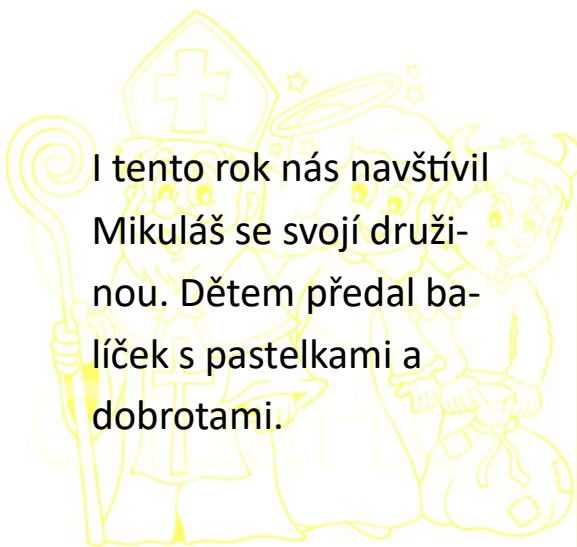 I tento rok nás navštívil
Mikuláš se svojí druži-
nou. Dětem předal ba-
líček s pastelkami a
dobrotami.